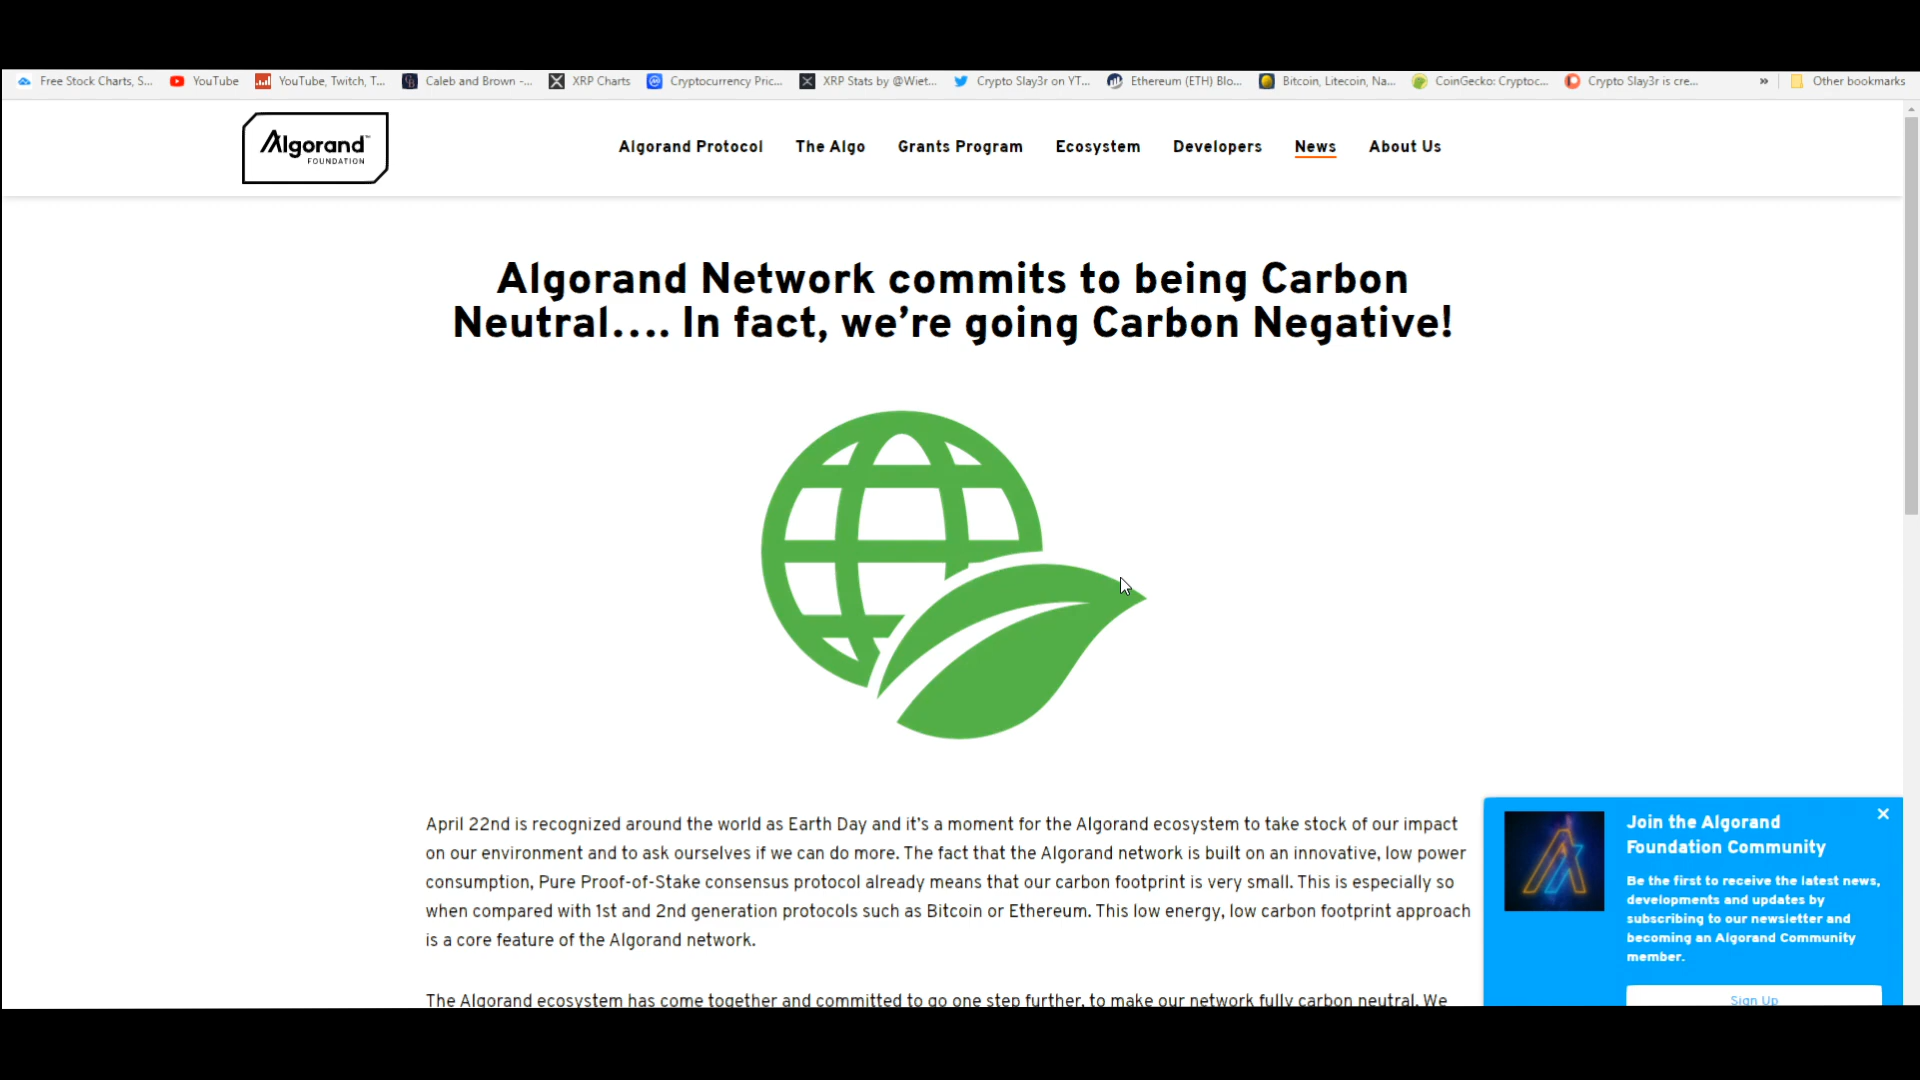 Free Stock Charts, S... YouTube YouTube, Twitch, T... Caleb and Brown -... XRP Charts Cryptocurrency Pric... XRP Stats by @Wiet... Crypto Slay3r on YT... Ethereum (ETH) Blo... Bitcoin, Litecoin, Na... CoinGecko: Cryptoc... Crypto Slay3r is cre... » Other bookmarks
Algorand™
FOUNDATION
Algorand Protocol The Algo Grants Program Ecosystem Developers News About Us
Algorand Network commits to being Carbon
Neutral.... In fact, we’re going Carbon Negative!
April 22nd is recognized around the world as Earth Day and it’s a moment for the Algorand ecosystem to take stock of our impact
on our environment and to ask ourselves if we can do more. The fact that the Algorand network is built on an innovative, low power
consumption, Pure Proof-of-Stake consensus protocol already means that our carbon footprint is very small. This is especially so
when compared with 1st and 2nd generation protocols such as Bitcoin or Ethereum. This low energy, low carbon footprint approach
is a core feature of the Algorand network.
The Algorand ecosystem has come together and committed to go one step further, to make our network fully carbon neutral. We
Join the Algorand
Foundation Community
Be the first to receive the latest news,
developments and updates by
subscribing to our newsletter and
becoming an Algorand Community
member.
Sign Up